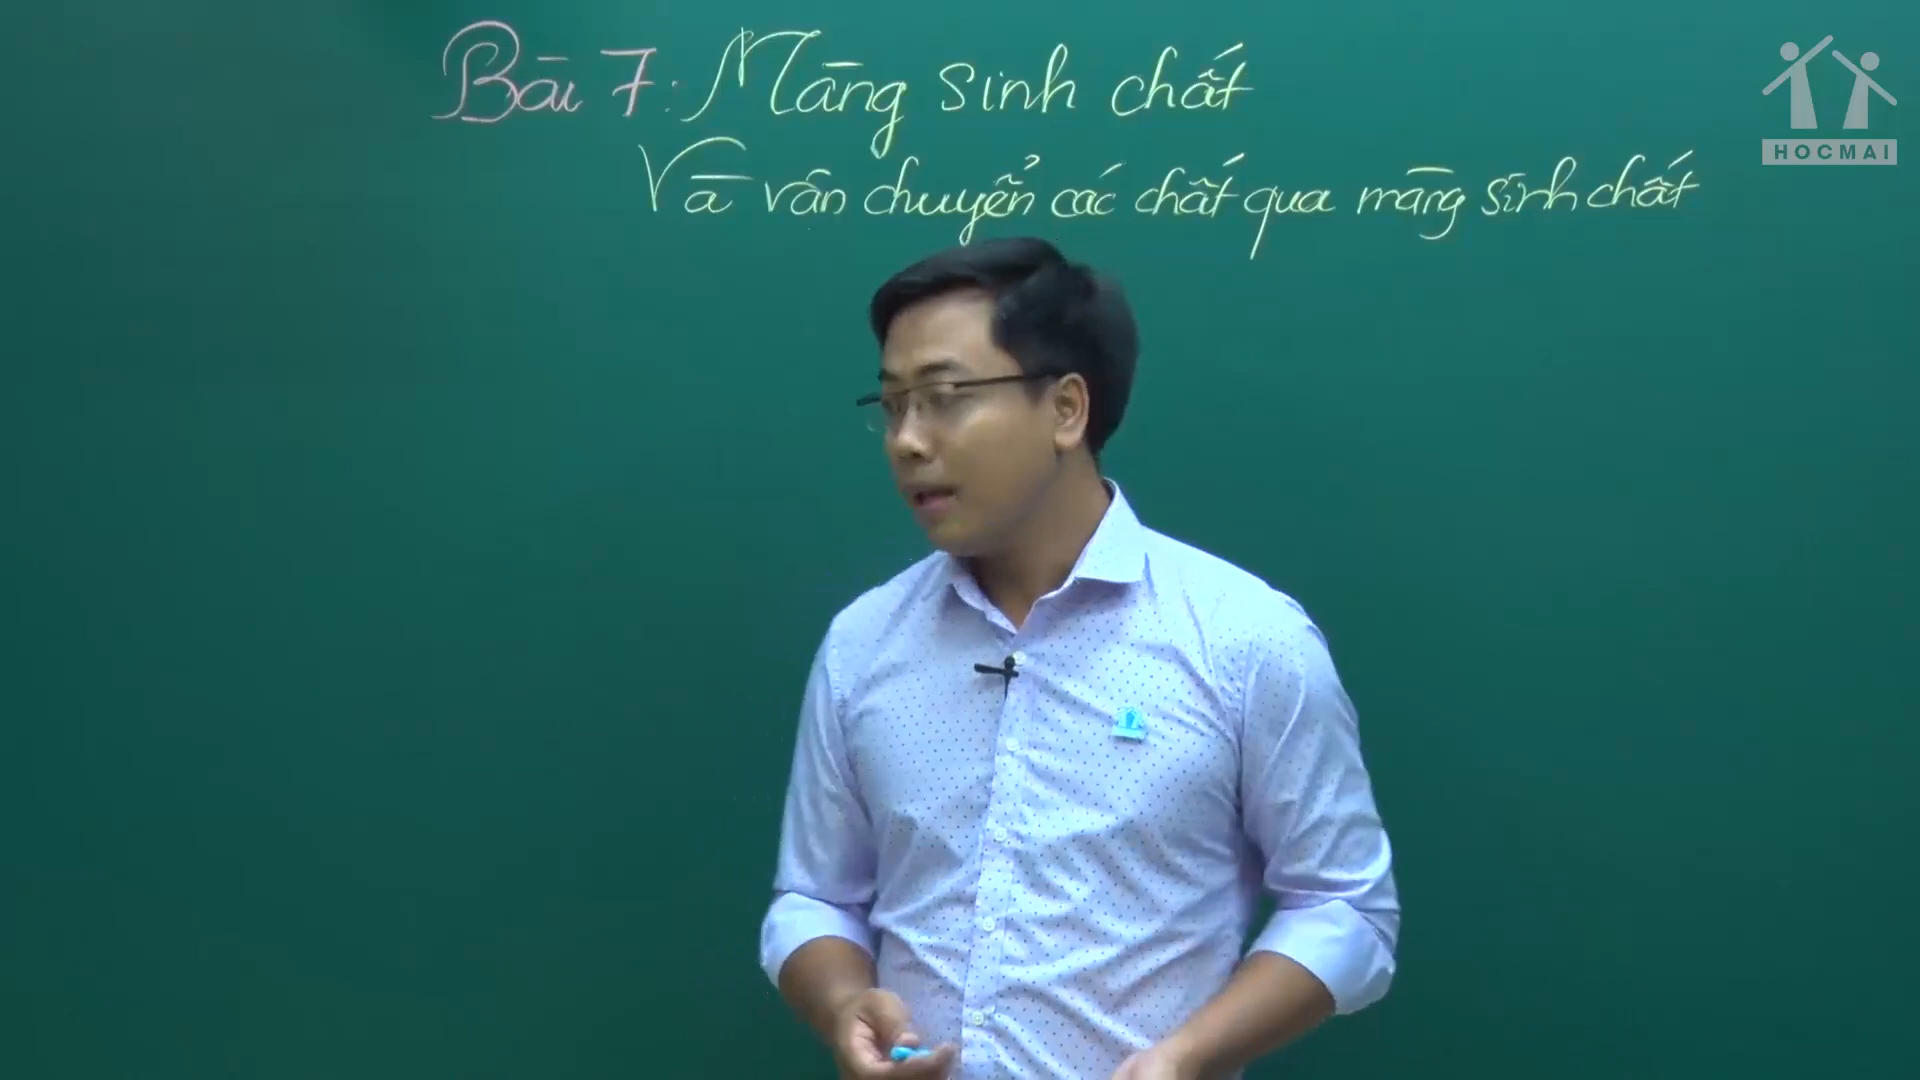 Bài 7: Màng sinh chất
Và vận chuyển các chất qua màng sinh chất
HOCMAI